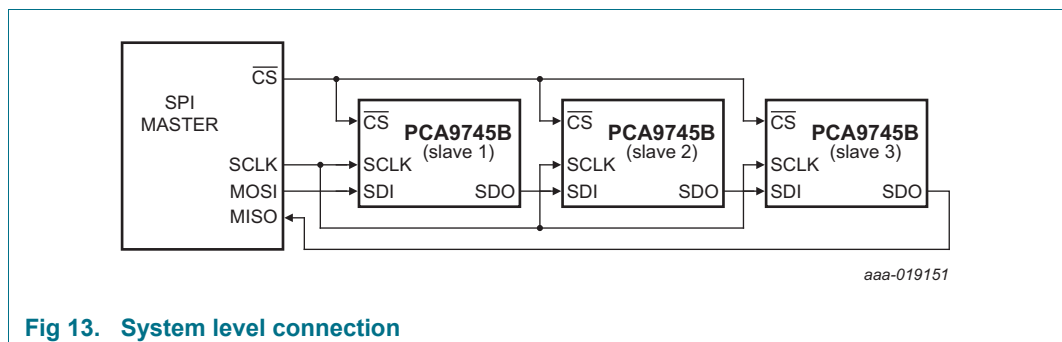 SPI
MASTER
CS
SCLK
MOSI
MISO
CS
PCA9745B
(slave 1)
SCLK
SDI
SDO
CS
PCA9745B
(slave 2)
SCLK
SDI
SDO
CS
PCA9745B
(slave 3)
SCLK
SDI
SDO
aaa-019151
Fig 13. System level connection